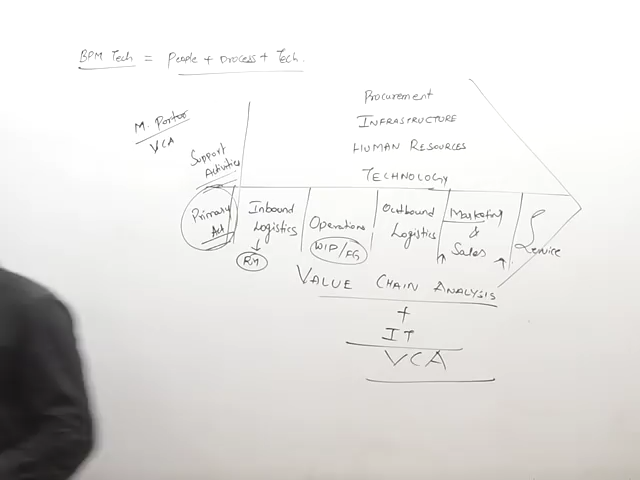 BPM Tech = People + Process + Tech.
M. Porter
VCA
Support
Activities
Procurement
INFRASTRUCTURE
HUMAN RESOURCES
TECHNOLOGY
Primary
Act
Inbound
Logistics
RM
Operations
WIP/FG
Outbound
Logistics
Marketing
&
Sales
Service
VALUE CHAIN ANALYSIS
+
IT
VCA